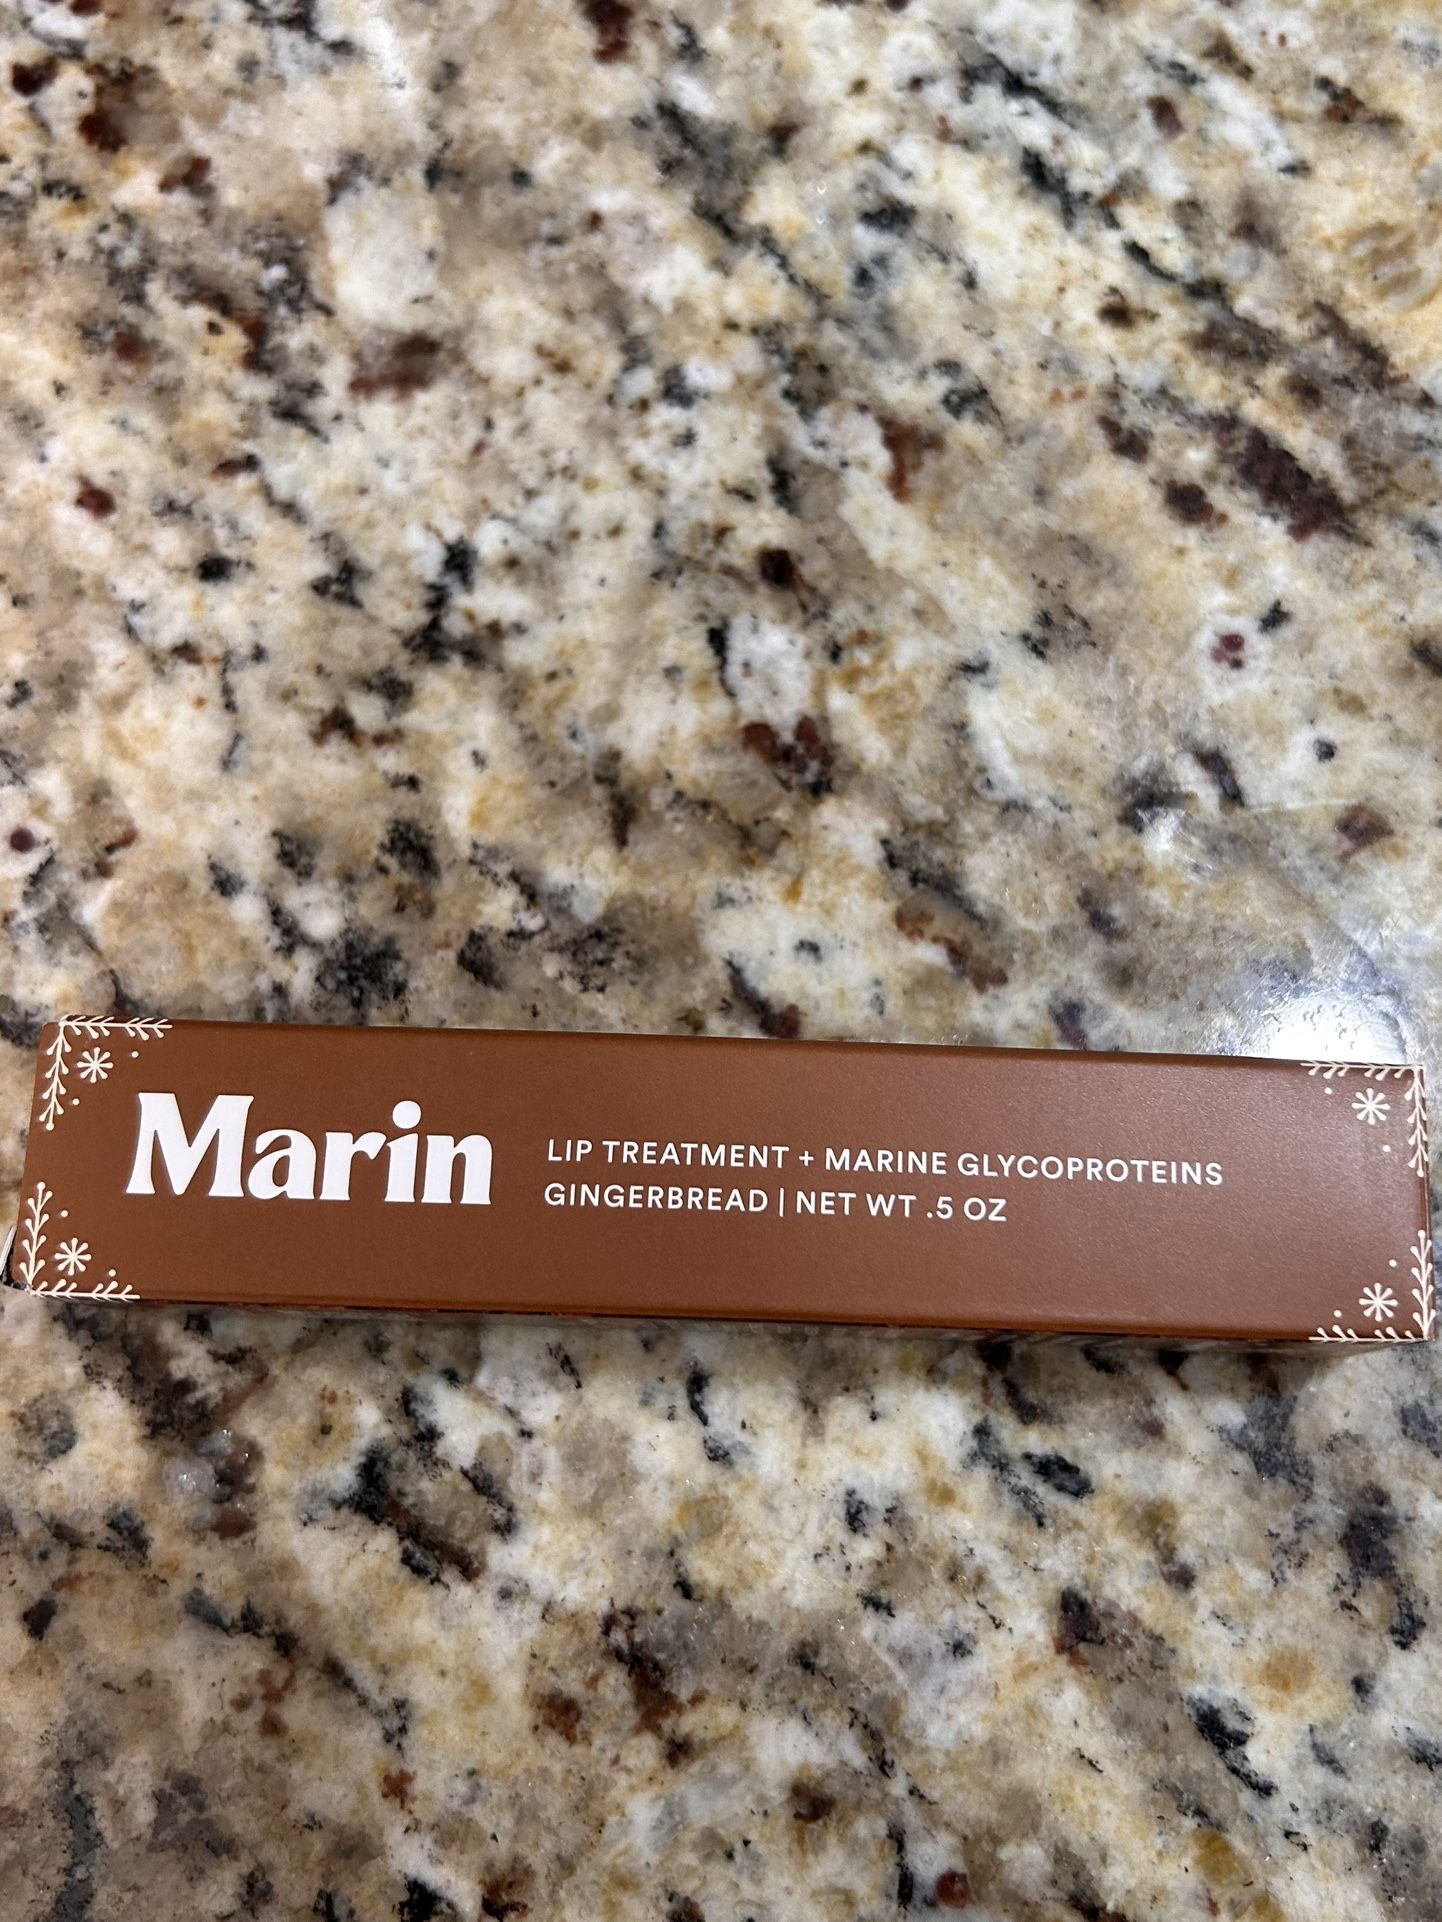 Marin
LIP TREATMENT + MARINE GLYCOPROTEINS
GINGERBREAD | NET WT .5 OZ